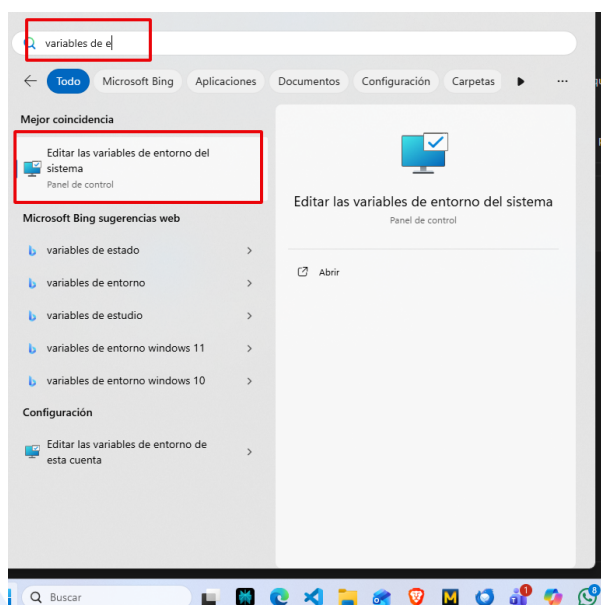 variables de e
Todo Microsoft Bing Aplicaciones Documentos Configuración Carpetas ...
Mejor coincidencia
Editar las variables de entorno del
sistema
Panel de control
Microsoft Bing sugerencias web
variables de estado
variables de entorno
variables de estudio
variables de entorno windows 11
variables de entorno windows 10
Configuración
Editar las variables de entorno de
esta cuenta
Editar las variables de entorno del sistema
Panel de control
Abrir
Buscar